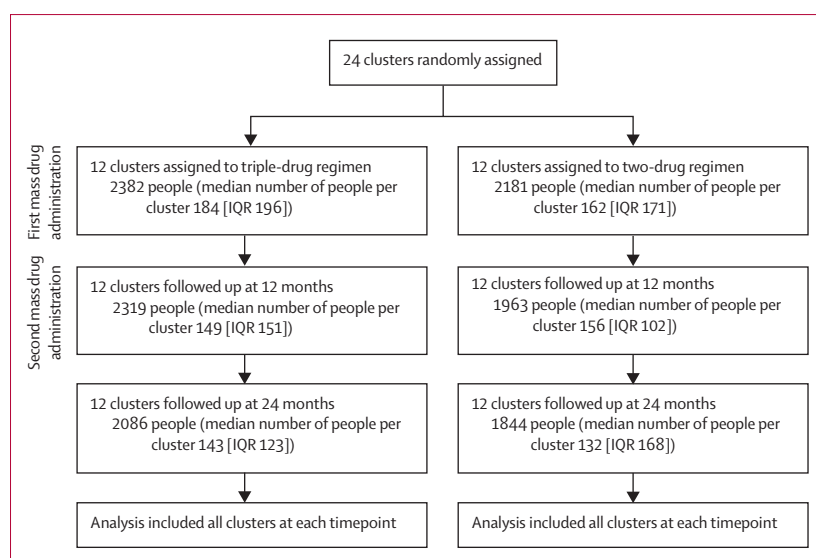 24 clusters randomly assigned
First mass drug
administration
12 clusters assigned to triple-drug regimen
2382 people (median number of people per
cluster 184 [IQR 196])
12 clusters assigned to two-drug regimen
2181 people (median number of people per
cluster 162 [IQR 171])
Second mass drug
administration
12 clusters followed up at 12 months
2319 people (median number of people per
cluster 149 [IQR 151])
12 clusters followed up at 12 months
1963 people (median number of people per
cluster 156 [IQR 102])
12 clusters followed up at 24 months
2086 people (median number of people per
cluster 143 [IQR 123])
12 clusters followed up at 24 months
1844 people (median number of people per
cluster 132 [IQR 168])
Analysis included all clusters at each timepoint
Analysis included all clusters at each timepoint